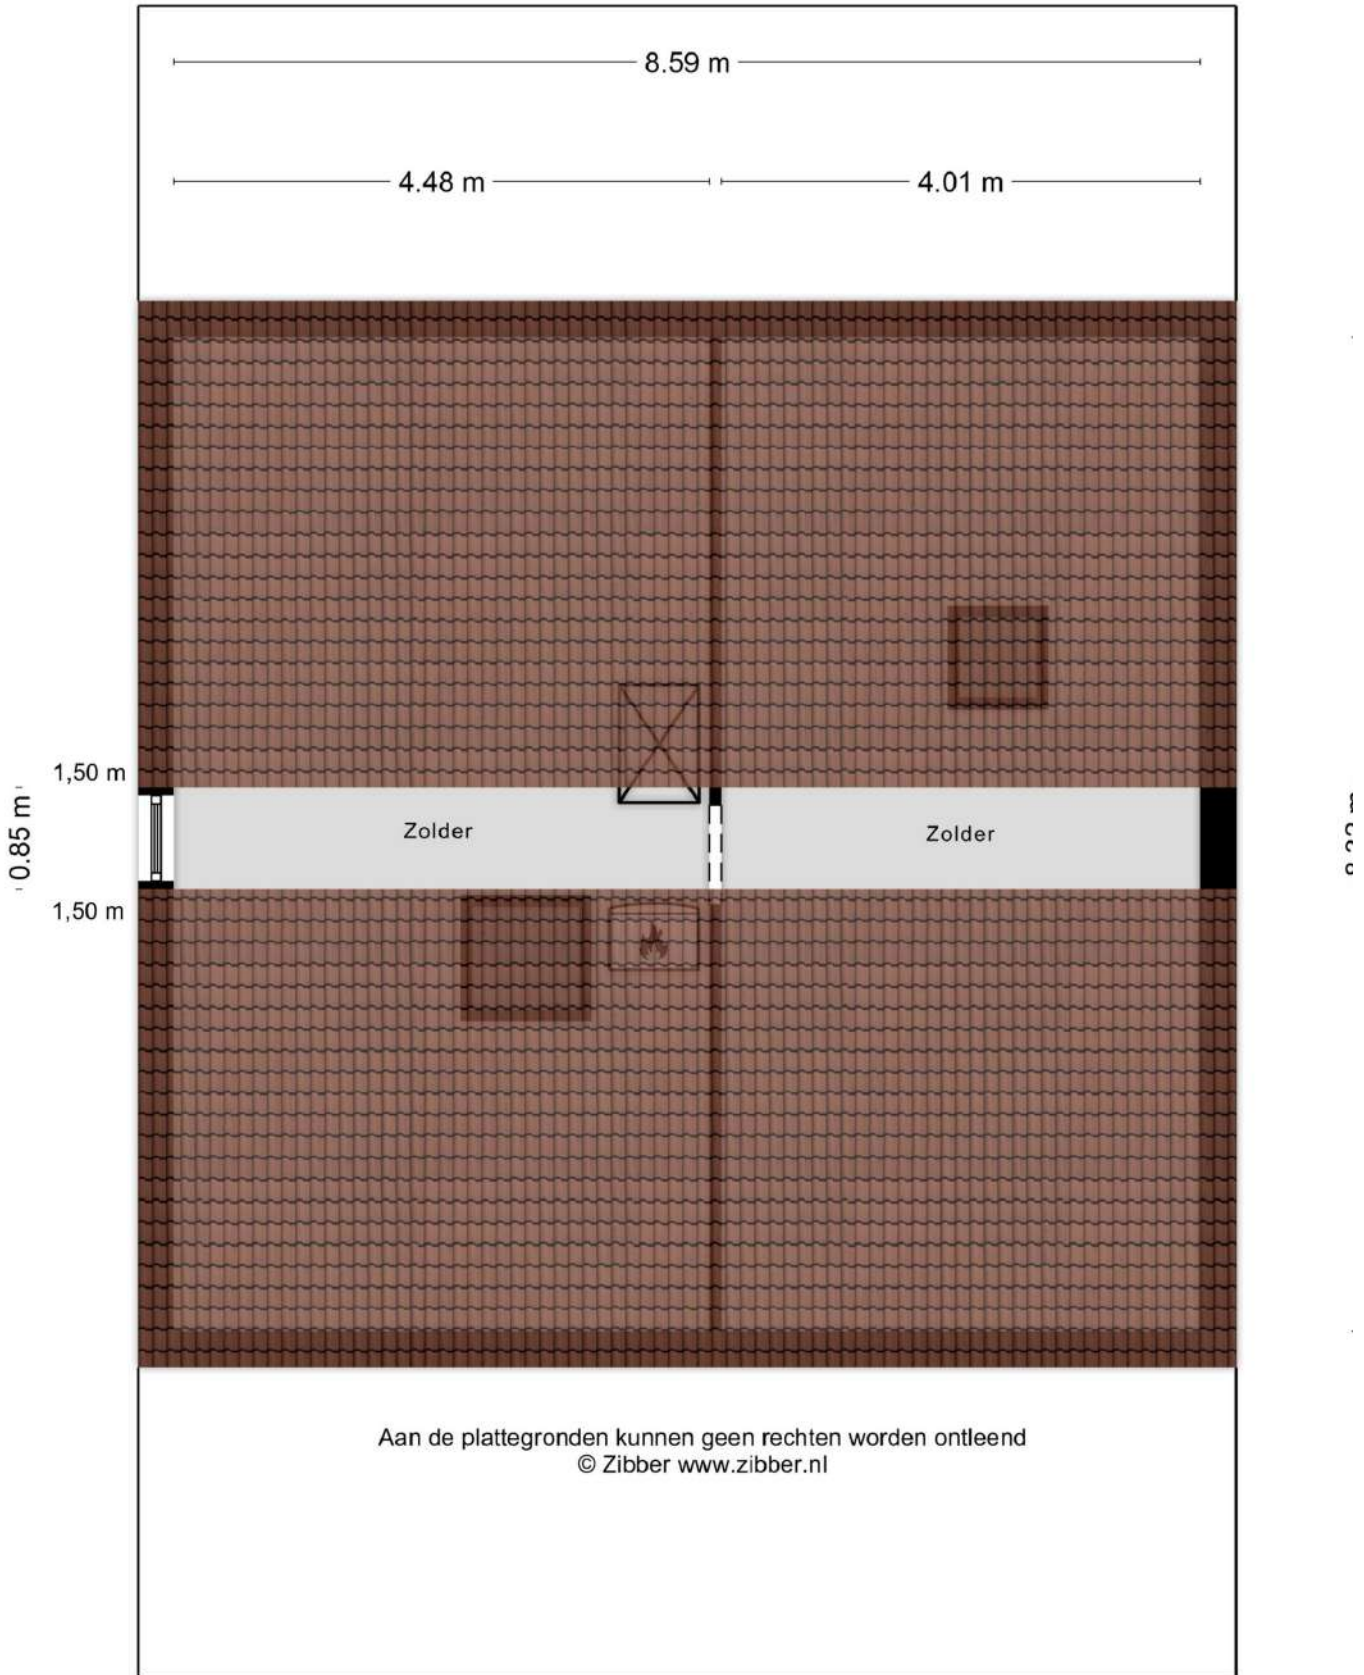 8.59 m
4.48 m
4.01 m
1,50 m
0.85 m
Zolder
Zolder
1,50 m
Aan de plattegronden kunnen geen rechten worden ontleend
© Zibber www.zibber.nl